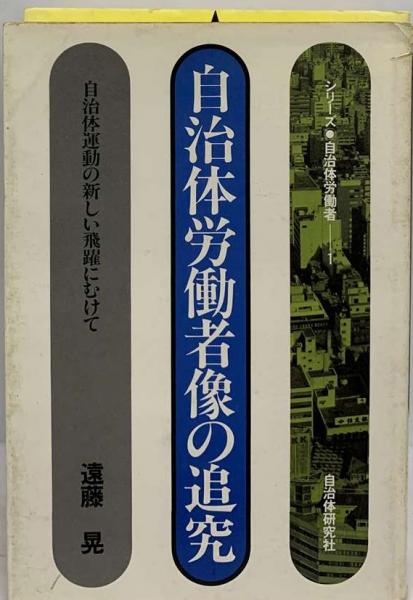 シリーズ●自治体労働者――1
自治体研究社
自治体労働者像の追究
自治体運動の新しい飛躍にむけて
遠藤 晃